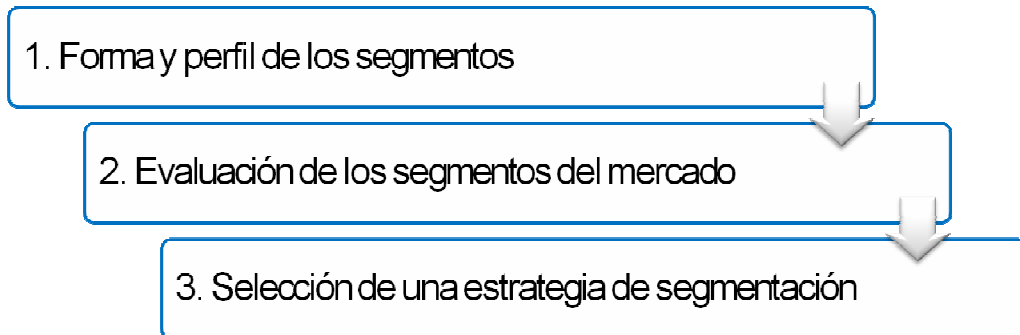 1. Forma y perfil de los segmentos
2. Evaluación de los segmentos del mercado
3. Selección de una estrategia de segmentación